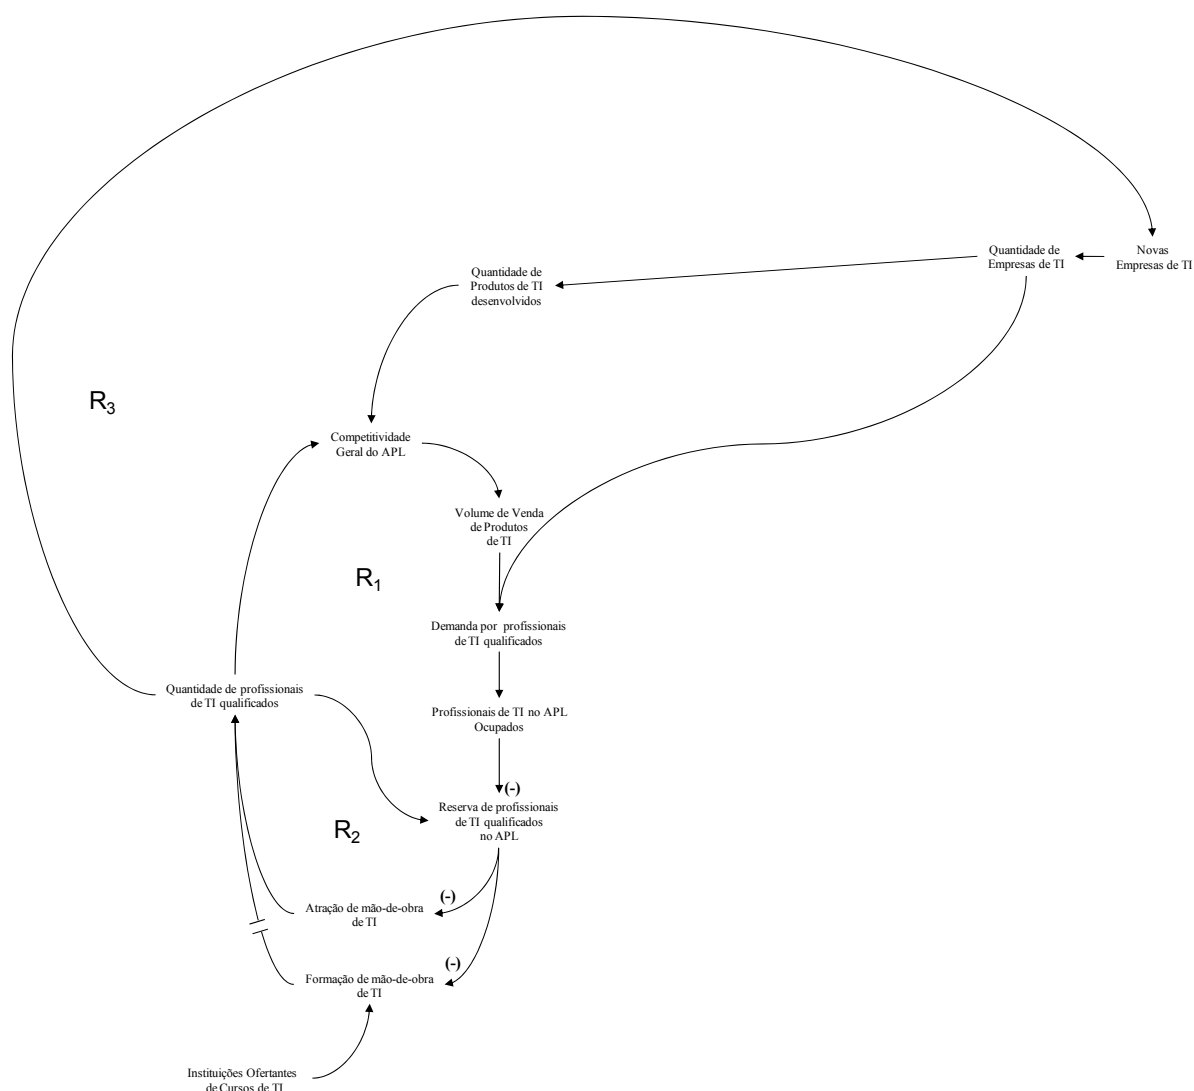 Quantidade de
Empresas de TI
Novas
Empresas de TI
Quantidade de
Produtos de TI
desenvolvidos
R3
Competitividade
Geral do APL
Volume de Venda
de Produtos
de TI
R1
Demanda por profissionais
de TI qualificados
Quantidade de profissionais
de TI qualificados
Profissionais de TI no APL
Ocupados
(-)
Reserva de profissionais
de TI qualificados
no APL
R2
(-)
Atração de mão-de-obra
de TI
(-)
Formação de mão-de-obra
de TI
Instituições Ofertantes
de Cursos de TI